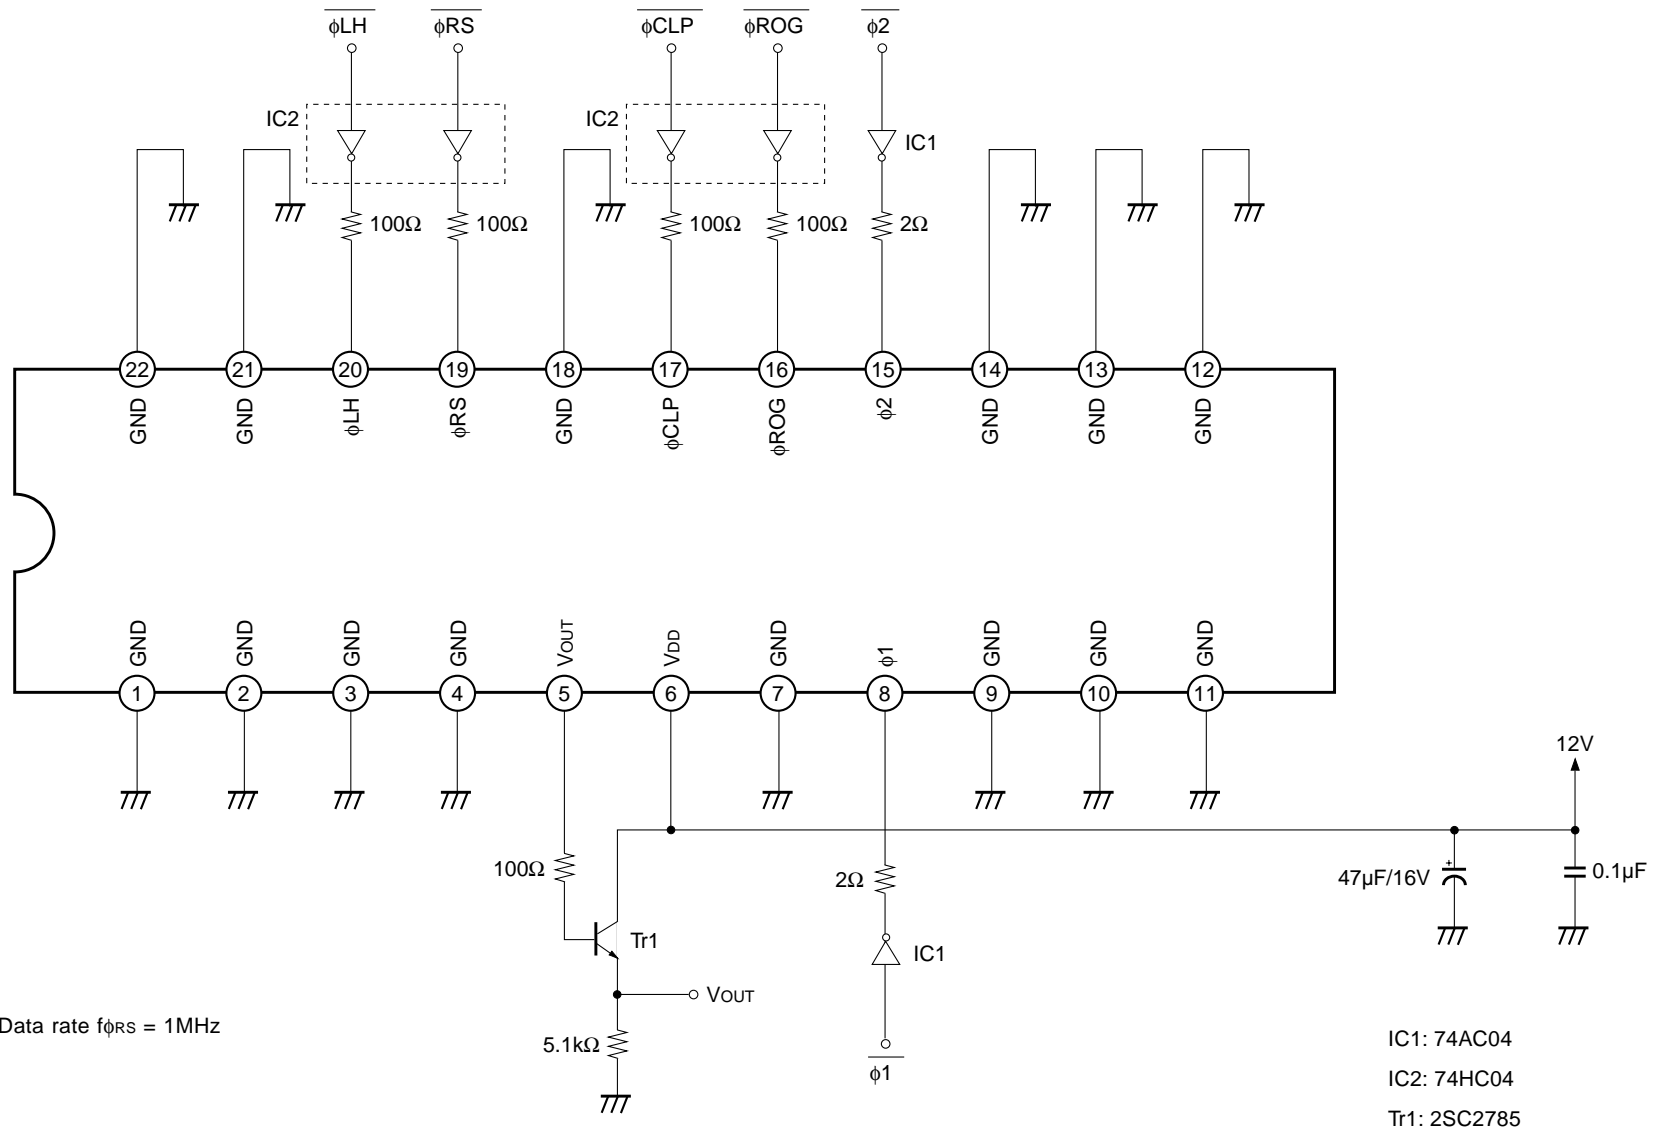 φLH φRS φCLP φROG φ2
IC2 IC2 IC1
100Ω 100Ω 100Ω 100Ω 2Ω
22 21 20 19 18 17 16 15 14 13 12
GND GND φLH φRS GND φCLP φROG φ2 GND GND GND
GND GND GND GND VOUT VDD GND φ1 GND GND GND
1 2 3 4 5 6 7 8 9 10 11
12V
100Ω 2Ω 47µF/16V + 0.1µF
Tr1 IC1
VOUT
Data rate fφRS = 1MHz
5.1kΩ
φ1
IC1: 74AC04
IC2: 74HC04
Tr1: 2SC2785